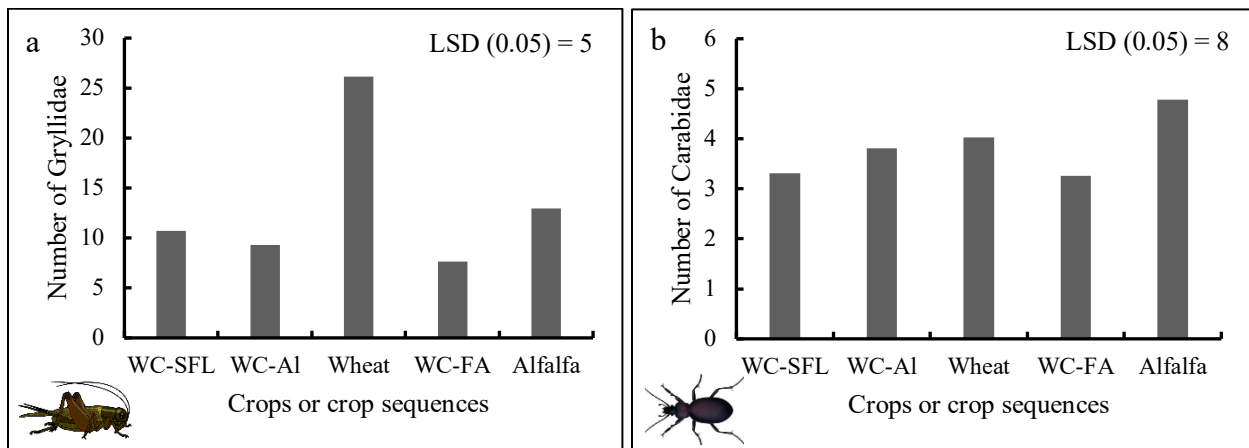 a
LSD (0.05) = 5
Number of Gryllidae
30
25
20
15
10
5
0
WC-SFL WC-Al Wheat WC-FA Alfalfa
Crops or crop sequences
b
LSD (0.05) = 8
Number of Carabidae
6
5
4
3
2
1
0
WC-SFL WC-Al Wheat WC-FA Alfalfa
Crops or crop sequences